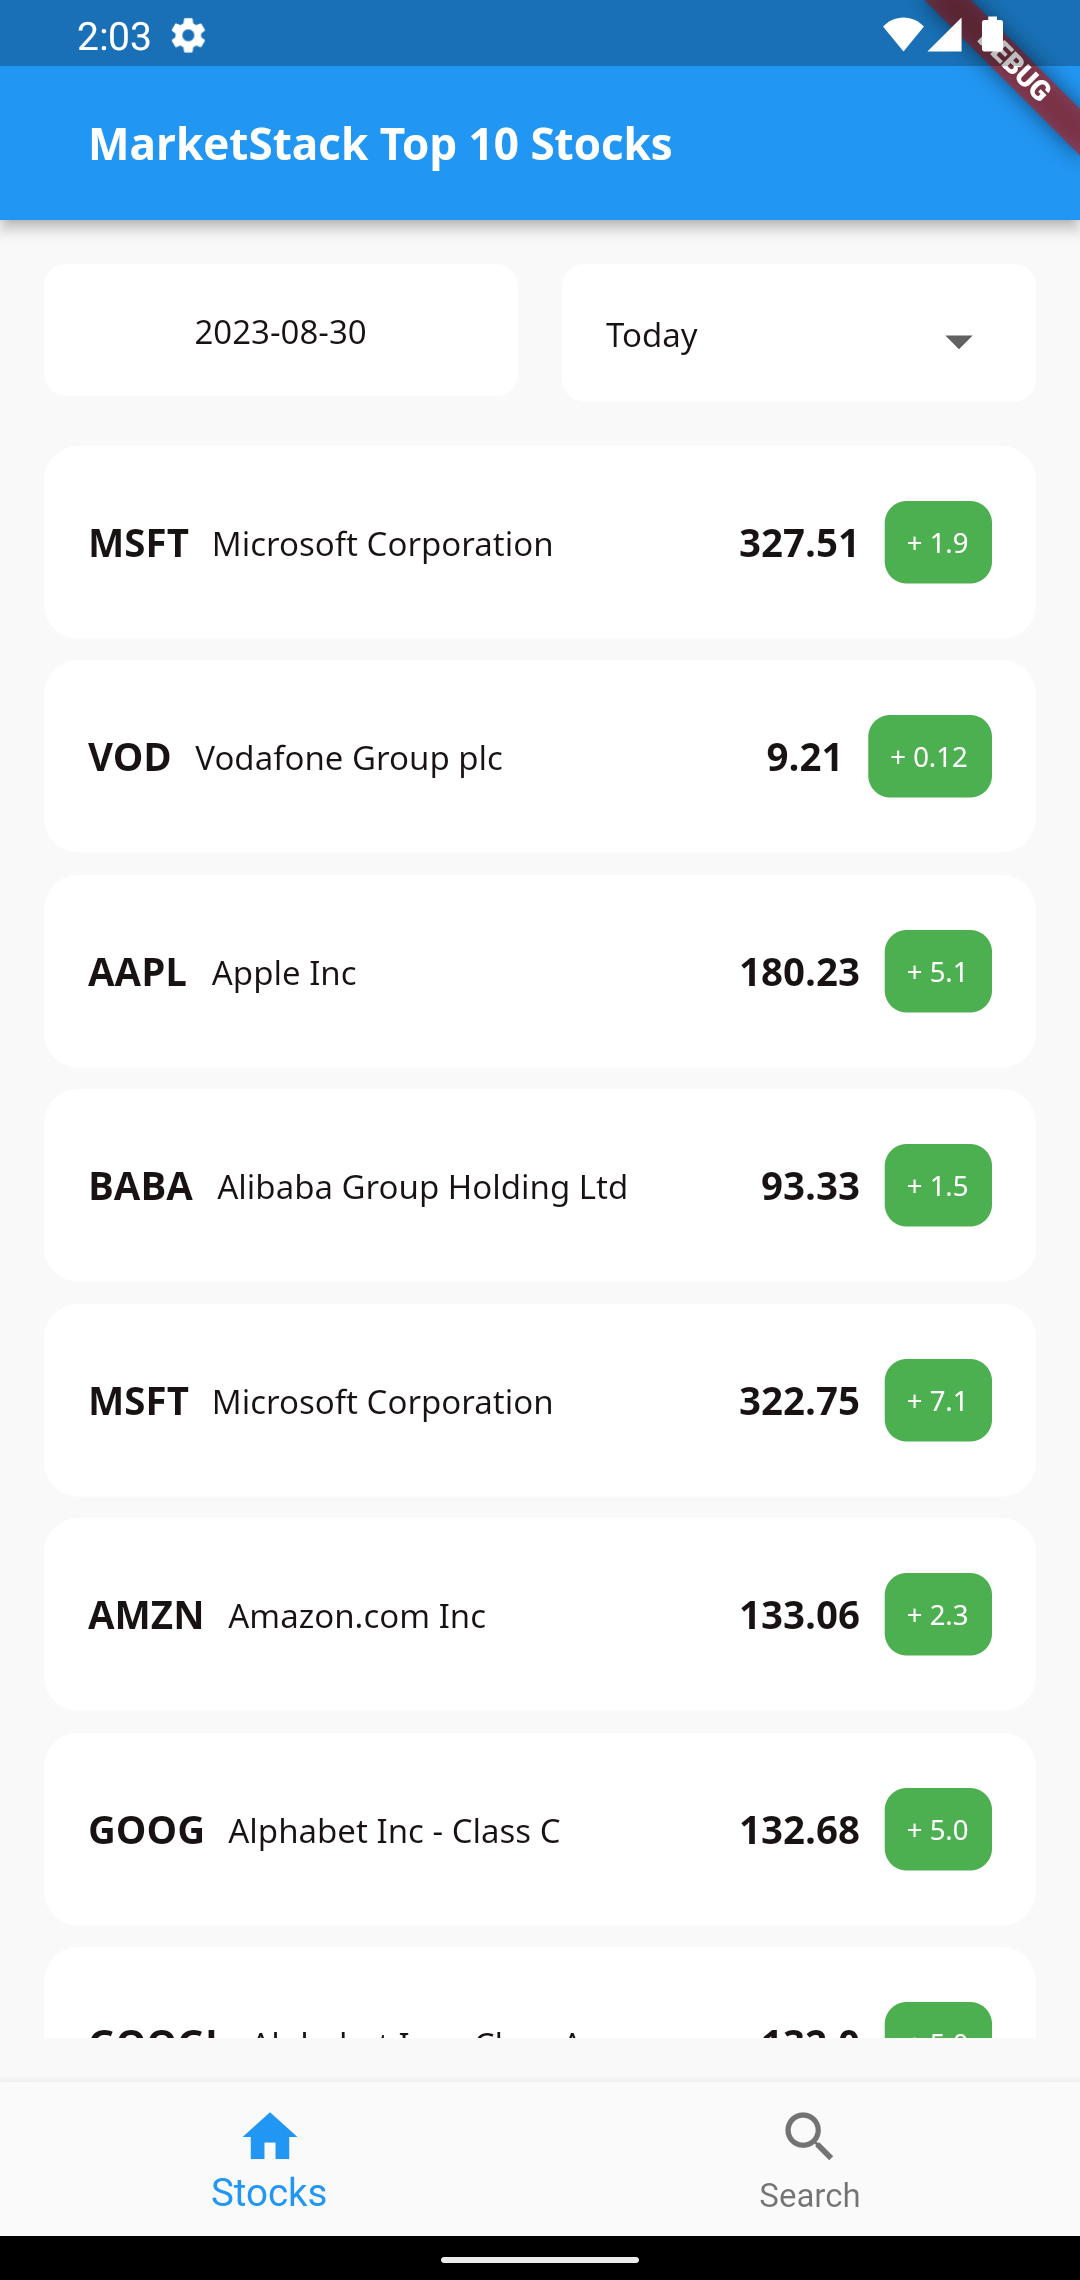 2:03
DEBUG
MarketStack Top 10 Stocks
2023-08-30
Today
MSFT Microsoft Corporation 327.51 + 1.9
VOD Vodafone Group plc 9.21 + 0.12
AAPL Apple Inc 180.23 + 5.1
BABA Alibaba Group Holding Ltd 93.33 + 1.5
MSFT Microsoft Corporation 322.75 + 7.1
AMZN Amazon.com Inc 133.06 + 2.3
GOOG Alphabet Inc - Class C 132.68 + 5.0
Stocks
Search